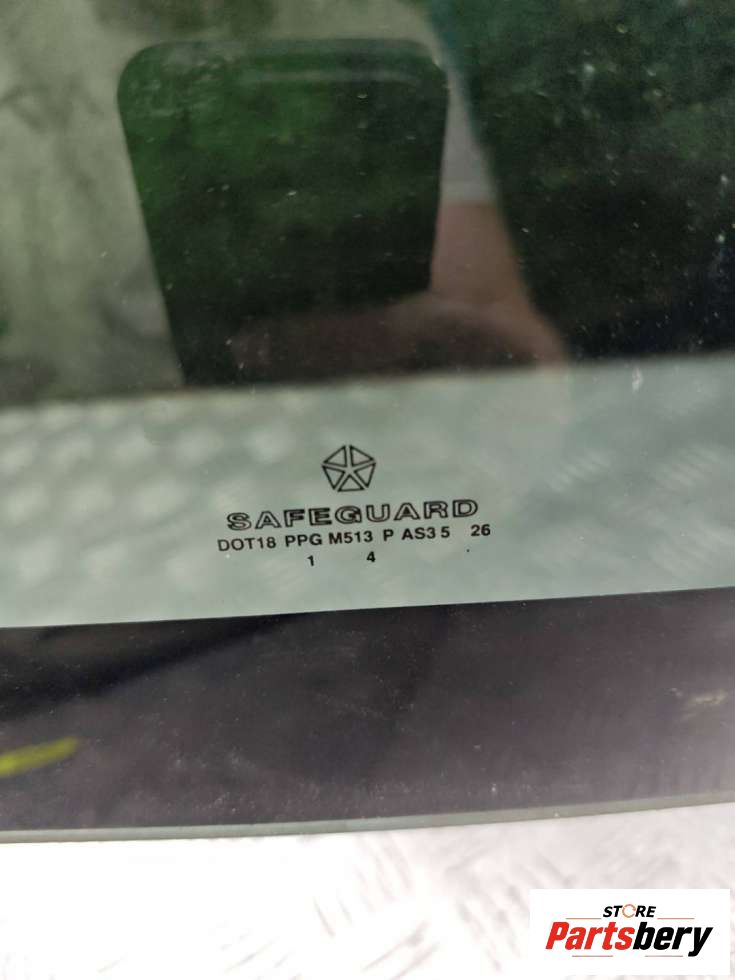 SAFEGUARD
DOT18 PPG M513 P AS3 5 26
1 4
STORE
Partsbery